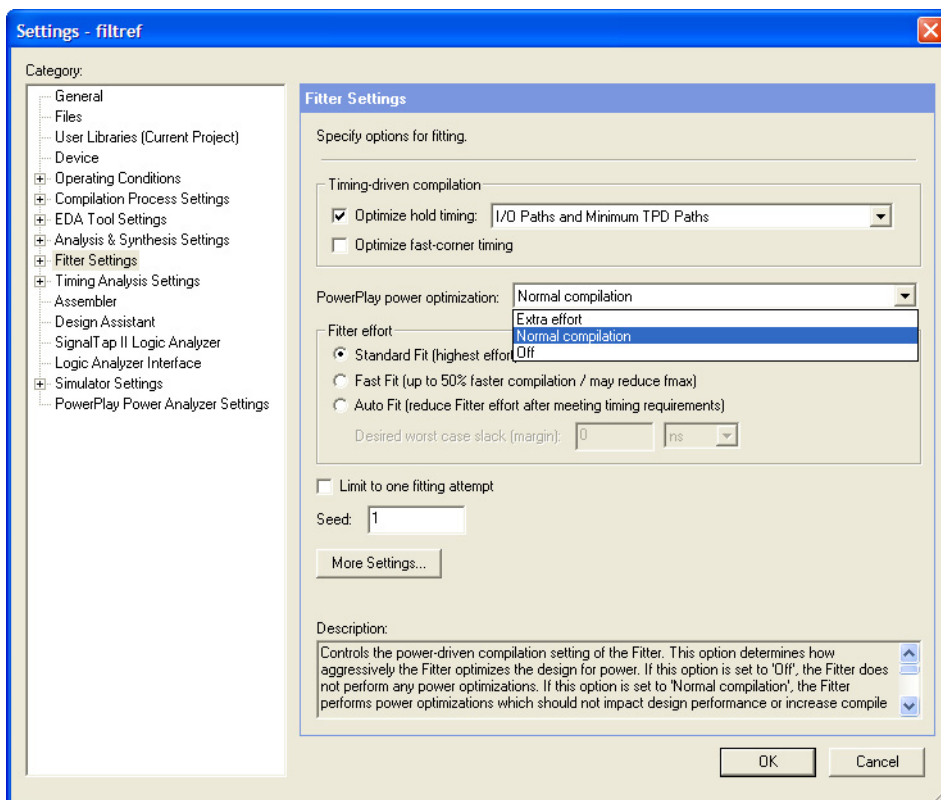 Settings - filtref
Category:
General
Files
User Libraries (Current Project)
Device
Operating Conditions
Compilation Process Settings
EDA Tool Settings
Analysis & Synthesis Settings
Fitter Settings
Timing Analysis Settings
Assembler
Design Assistant
SignalTap II Logic Analyzer
Logic Analyzer Interface
Simulator Settings
PowerPlay Power Analyzer Settings
Fitter Settings
Specify options for fitting.
Timing-driven compilation
Optimize hold timing: I/O Paths and Minimum TPD Paths
Optimize fast-corner timing
PowerPlay power optimization: Normal compilation
Extra effort
Normal compilation
Off
Fitter effort
Standard Fit (highest effort
Fast Fit (up to 50% faster compilation / may reduce fmax)
Auto Fit (reduce Fitter effort after meeting timing requirements)
Desired worst case slack (margin): 0 ns
Limit to one fitting attempt
Seed: 1
More Settings...
Description:
Controls the power-driven compilation setting of the Fitter. This option determines how
aggressively the Fitter optimizes the design for power. If this option is set to 'Off', the Fitter does
not perform any power optimizations. If this option is set to 'Normal compilation', the Fitter
performs power optimizations which should not impact design performance or increase compile
OK Cancel